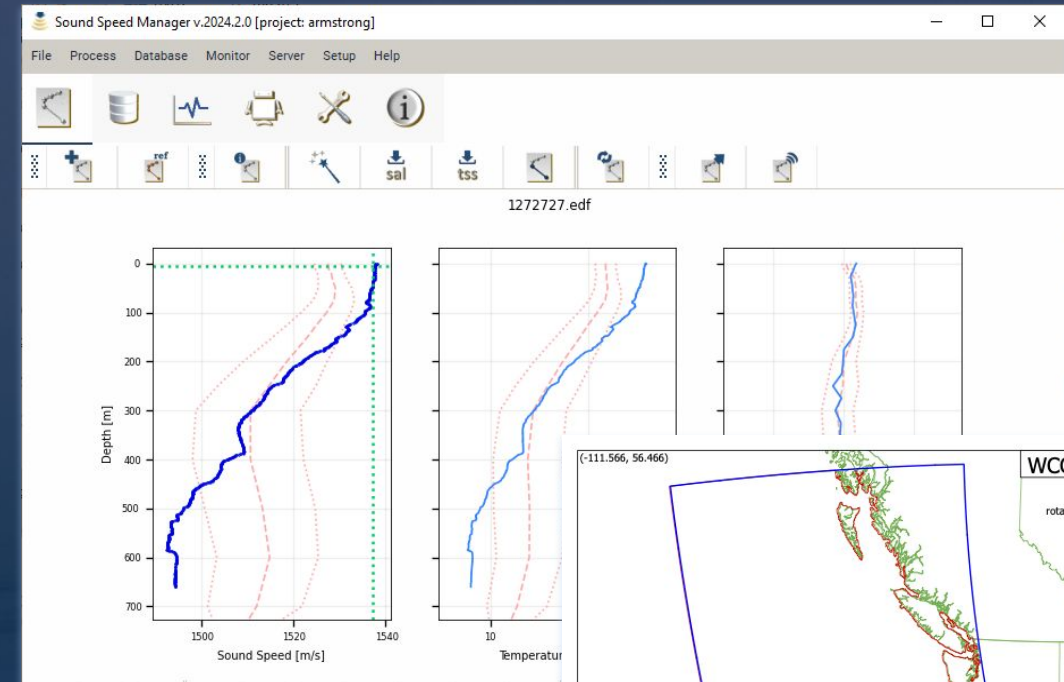 Sound Speed Manager v.2024.2.0 [project: armstrong]
File Process Database Monitor Server Setup Help
ref
sal
tss
1272727.edf
0
100
200
300
400
500
600
700
Depth [m]
1500 1520 1540
Sound Speed [m/s]
10
Temperatur
(-111.566, 56.466)
WCO
rota